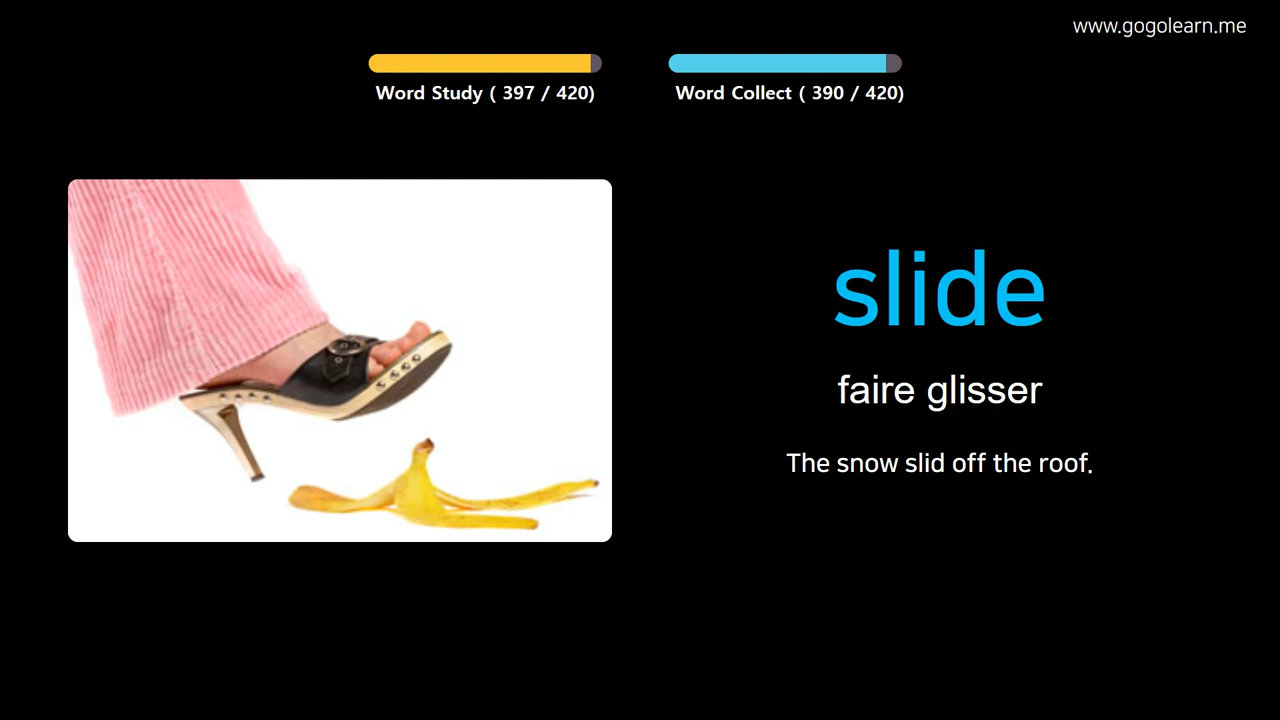 www.gogolearn.me
Word Study ( 397 / 420)
Word Collect ( 390 / 420)
slide
faire glisser
The snow slid off the roof.